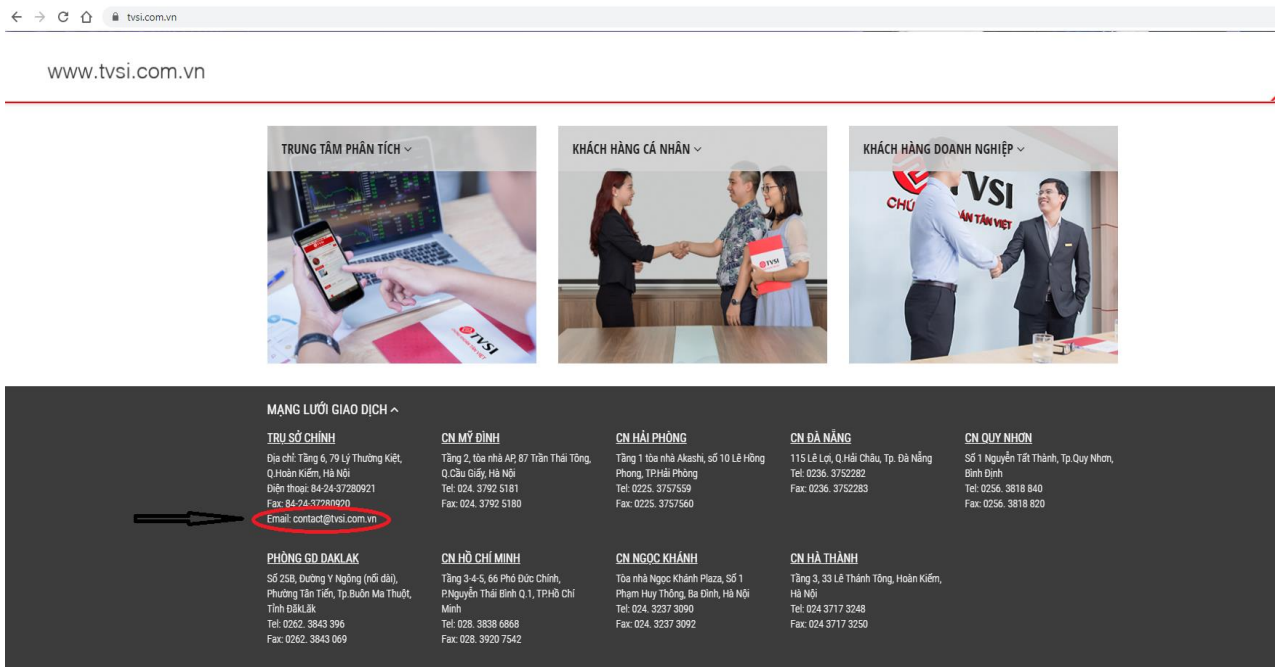 tvsi.com.vn
www.tvsi.com.vn
TRUNG TÂM PHÂN TÍCH
KHÁCH HÀNG CÁ NHÂN
KHÁCH HÀNG DOANH NGHIỆP
TVSI
TVSI
TVSI
MẠNG LƯỚI GIAO DỊCH
TRỤ SỞ CHÍNH
Địa chỉ: Tầng 6, 79 Lý Thường Kiệt,
Q.Hoàn Kiếm, Hà Nội
Điện thoại: 84-24-37280921
Fax: 84-24-37280920
Email: contact@tvsi.com.vn
CN MỸ ĐÌNH
Tầng 2, tòa nhà AP, 87 Trần Thái Tông,
Q.Cầu Giấy, Hà Nội
Tel: 024. 3792 5181
Fax: 024. 3792 5180
CN HẢI PHÒNG
Tầng 1 tòa nhà Akashi, số 10 Lê Hồng
Phong, TP.Hải Phòng
Tel: 0225. 3757559
Fax: 0225. 3757560
CN ĐÀ NẴNG
115 Lê Lợi, Q.Hải Châu, Tp. Đà Nẵng
Tel: 0236. 3752282
Fax: 0236. 3752283
CN QUY NHƠN
Số 1 Nguyễn Tất Thành, Tp.Quy Nhơn,
Bình Định
Tel: 0256. 3818 840
Fax: 0256. 3818 820
PHÒNG GD DAKLAK
Số 25B, Đường Y Ngông (nối dài),
Phường Tân Tiến, Tp.Buôn Ma Thuột,
Tỉnh ĐăkLăk
Tel: 0262. 3843 396
Fax: 0262. 3843 069
CN HỒ CHÍ MINH
Tầng 3-4-5, 66 Phó Đức Chính,
P.Nguyễn Thái Bình Q.1, TP.Hồ Chí
Minh
Tel: 028. 3838 6868
Fax: 028. 3920 7542
CN NGỌC KHÁNH
Tòa nhà Ngọc Khánh Plaza, Số 1
Phạm Huy Thông, Ba Đình, Hà Nội
Tel: 024. 3237 3090
Fax: 024. 3237 3092
CN HÀ THÀNH
Tầng 3, 33 Lê Thánh Tông, Hoàn Kiếm,
Hà Nội
Tel: 024 3717 3248
Fax: 024 3717 3250